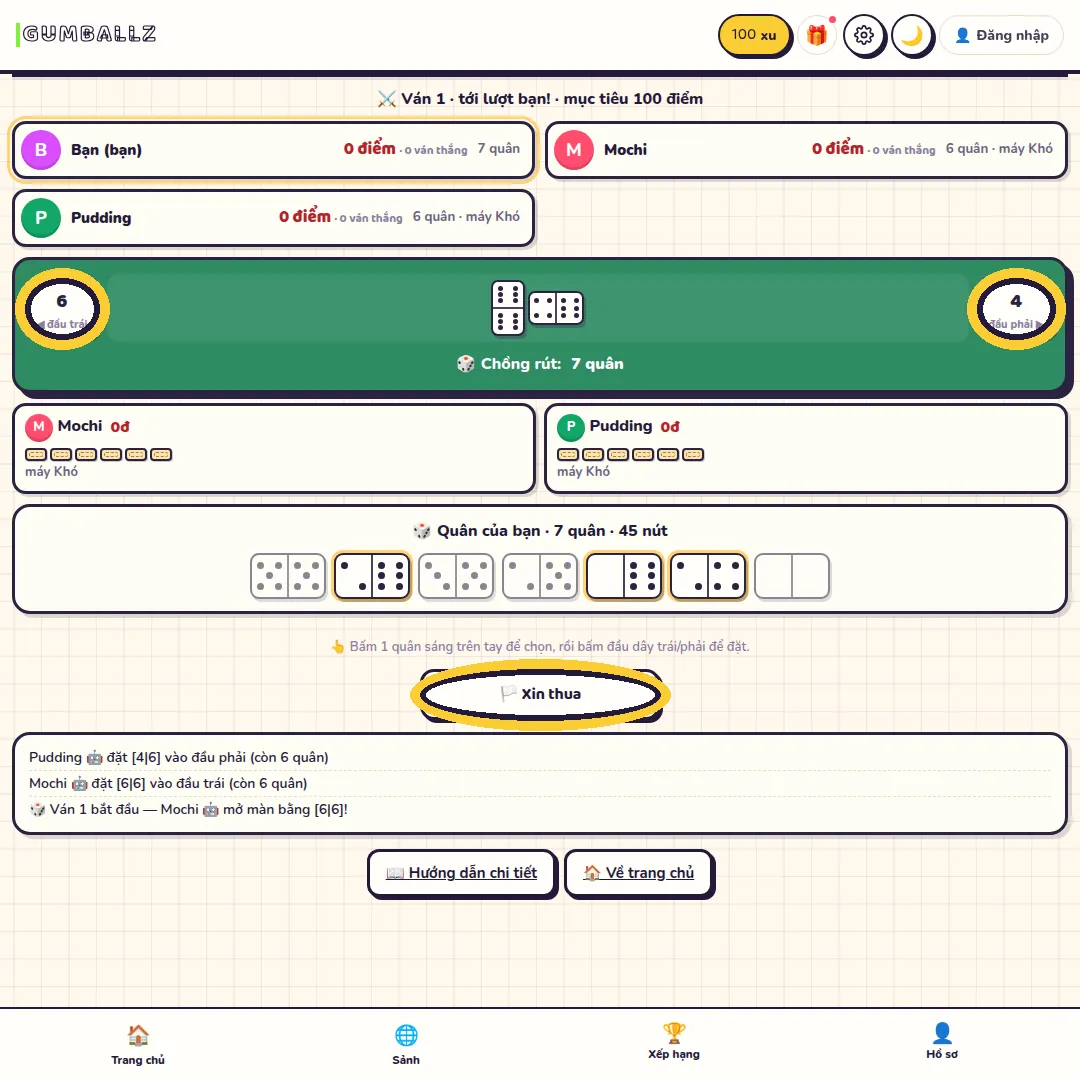 GUMBALLZ
100 xu
Đăng nhập
Ván 1 · tới lượt bạn! · mục tiêu 100 điểm
B Bạn (bạn) 0 điểm · 0 ván thắng 7 quân
M Mochi 0 điểm · 0 ván thắng 6 quân · máy Khó
P Pudding 0 điểm · 0 ván thắng 6 quân · máy Khó
6
◀ đầu trái
4
đầu phải ▶
Chồng rút: 7 quân
M Mochi 0đ
máy Khó
P Pudding 0đ
máy Khó
Quân của bạn · 7 quân · 45 nút
Bấm 1 quân sáng trên tay để chọn, rồi bấm đầu dây trái/phải để đặt.
Xin thua
Pudding 🤖 đặt [4|6] vào đầu phải (còn 6 quân)
Mochi 🤖 đặt [6|6] vào đầu trái (còn 6 quân)
Ván 1 bắt đầu — Mochi 🤖 mở màn bằng [6|6]!
Hướng dẫn chi tiết
Về trang chủ
Trang chủ
Sảnh
Xếp hạng
Hồ sơ